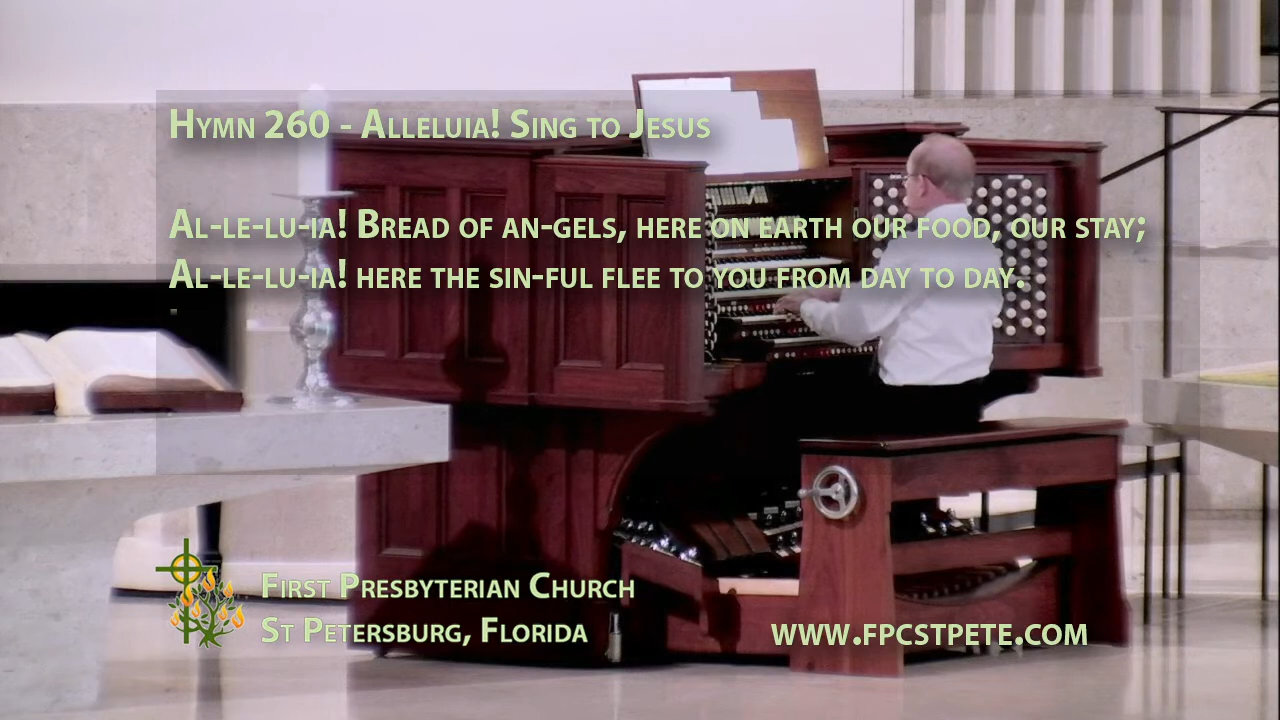 Hymn 260 - Alleluia! Sing to Jesus
Al-le-lu-ia! Bread of an-gels, here on earth our food, our stay;
Al-le-lu-ia! here the sin-ful flee to you from day to day.
.
First Presbyterian Church
St Petersburg, Florida
www.fpcstpete.com